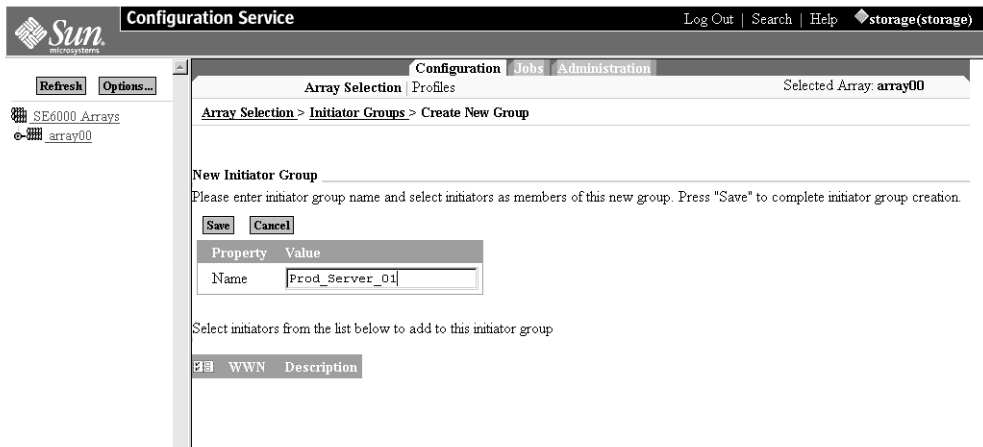 Sun
microsystems
Configuration Service
Log Out | Search | Help storage(storage)
Refresh Options...
SE6000 Arrays
array00
Configuration Jobs Administration
Array Selection | Profiles
Selected Array: array00
Array Selection > Initiator Groups > Create New Group
New Initiator Group
Please enter initiator group name and select initiators as members of this new group. Press "Save" to complete initiator group creation.
Save Cancel
Property Value
Name Prod_Server_01
Select initiators from the list below to add to this initiator group
WWN Description